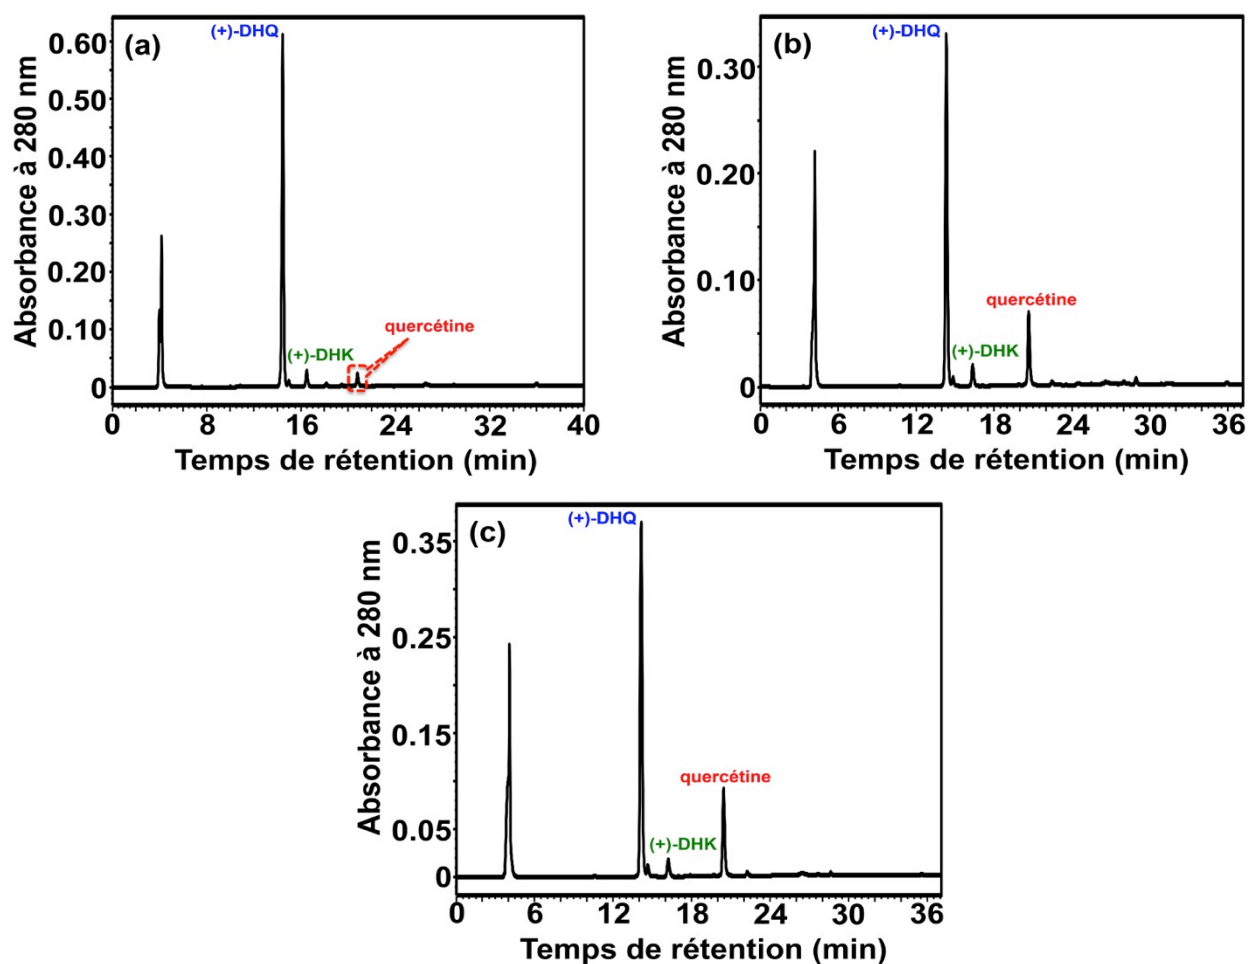 (a)
(+)-DHQ
0.60
0.50
0.40
0.30
0.20
0.10
0
Absorbance à 280 nm
(+)-DHK
quercétine
0 8 16 24 32 40
Temps de rétention (min)
(b)
(+)-DHQ
0.30
0.20
0.10
0
Absorbance à 280 nm
(+)-DHK
quercétine
0 6 12 18 24 30 36
Temps de rétention (min)
(c)
(+)-DHQ
0.35
0.25
0.15
0.05
0
Absorbance à 280 nm
(+)-DHK
quercétine
0 6 12 18 24 30 36
Temps de rétention (min)